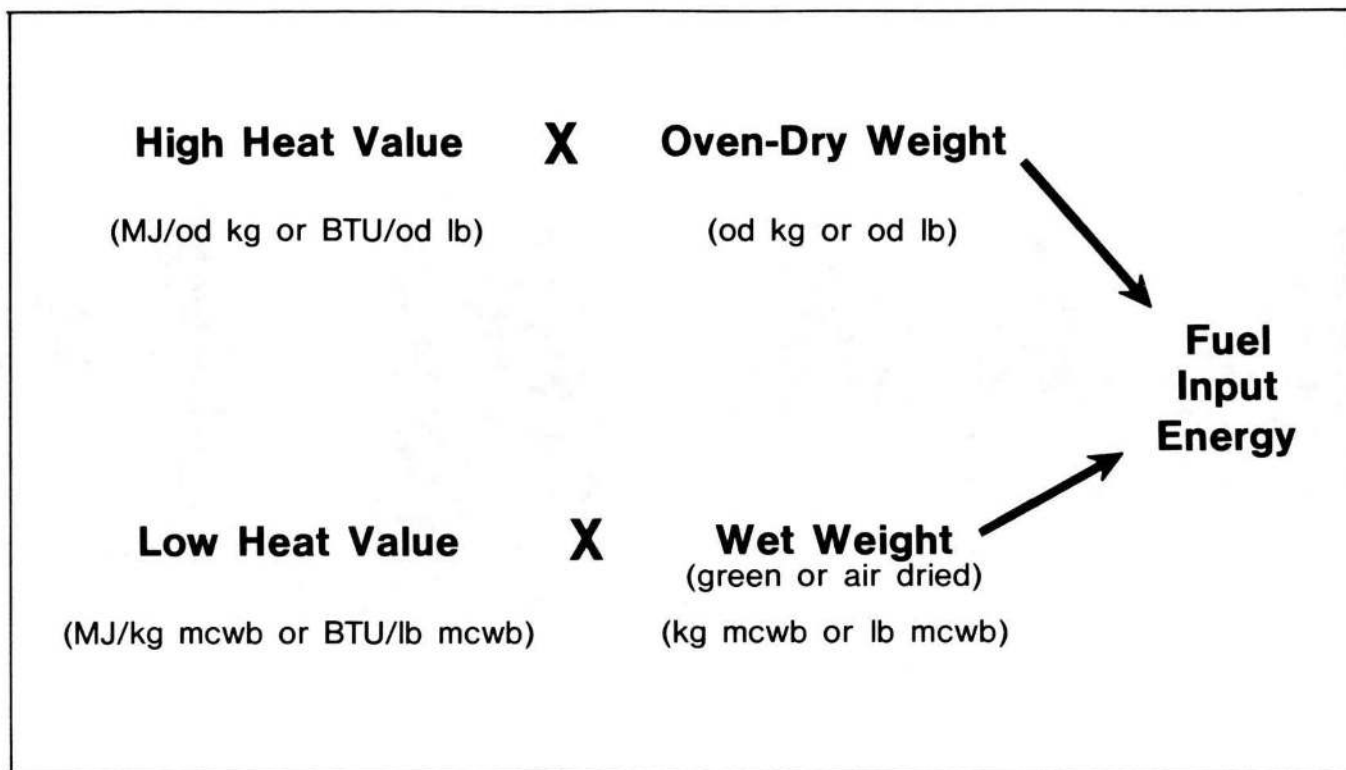 High Heat Value X Oven-Dry Weight
(MJ/od kg or BTU/od lb) (od kg or od lb)
Fuel
Input
Energy
Low Heat Value X Wet Weight
(green or air dried)
(MJ/kg mcwb or BTU/lb mcwb) (kg mcwb or lb mcwb)